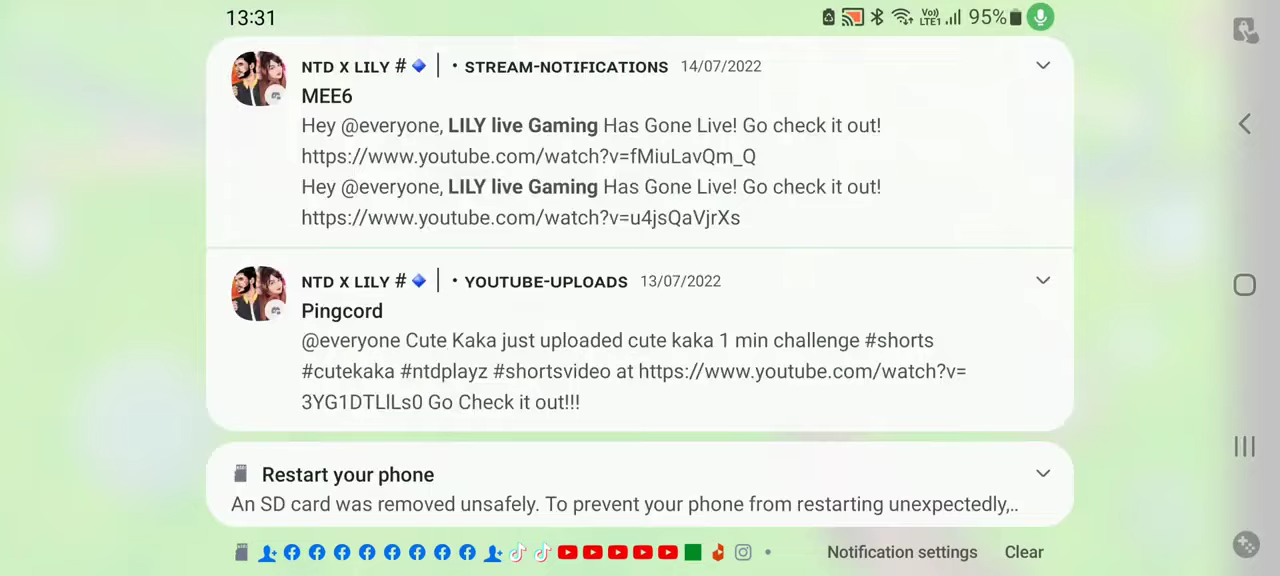 13:31
Vo)) LTE1 95%
NTD X LILY # | • STREAM-NOTIFICATIONS 14/07/2022
MEE6
Hey @everyone, LILY live Gaming Has Gone Live! Go check it out!
https://www.youtube.com/watch?v=fMiuLavQm_Q
Hey @everyone, LILY live Gaming Has Gone Live! Go check it out!
https://www.youtube.com/watch?v=u4jsQaVjrXs
NTD X LILY # | • YOUTUBE-UPLOADS 13/07/2022
Pingcord
@everyone Cute Kaka just uploaded cute kaka 1 min challenge #shorts
#cutekaka #ntdplayz #shortsvideo at https://www.youtube.com/watch?v=
3YG1DTLlLs0 Go Check it out!!!
Restart your phone
An SD card was removed unsafely. To prevent your phone from restarting unexpectedly,..
Notification settings Clear